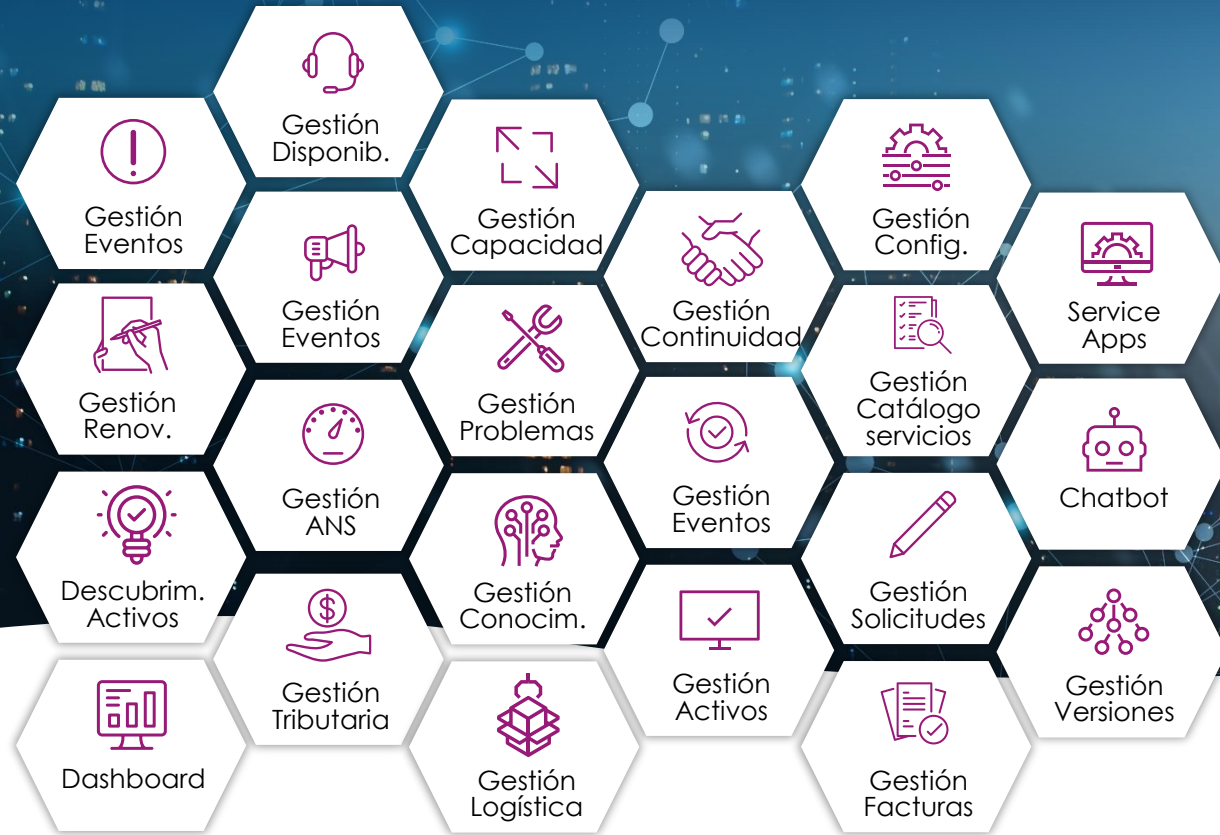 Gestión
Disponib.
Gestión
Eventos
Gestión
Capacidad
Gestión
Config.
Gestión
Eventos
Gestión
Continuidad
Service
Apps
Gestión
Renov.
Gestión
Problemas
Gestión
Catálogo
servicios
Gestión
ANS
Gestión
Eventos
Chatbot
Descubrim.
Activos
Gestión
Conocim.
Gestión
Solicitudes
Gestión
Tributaria
Gestión
Activos
Gestión
Versiones
Dashboard
Gestión
Logística
Gestión
Facturas